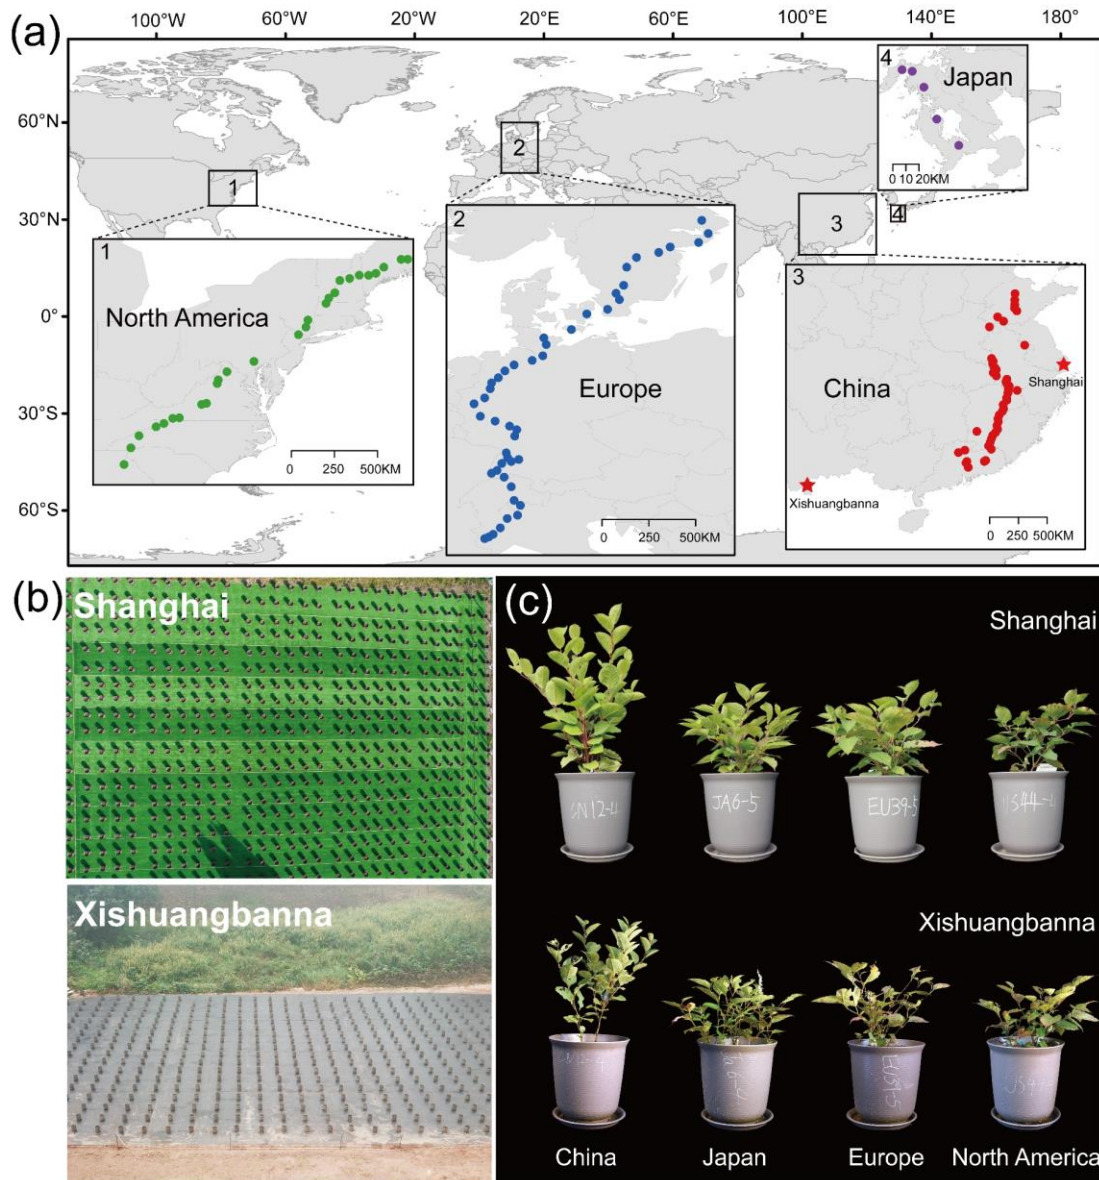 (a)
100°W 60°W 20°W 20°E 60°E 100°E 140°E 180°
60°N
30°N
0°
30°S
60°S
1
2
3
4
4
Japan
0 10 20KM
1
North America
0 250 500KM
2
Europe
0 250 500KM
3
China
Shanghai
Xishuangbanna
0 250 500KM
(b)
Shanghai
Xishuangbanna
(c)
Shanghai
JA6-5
EU39-5
Xishuangbanna
China Japan Europe North America